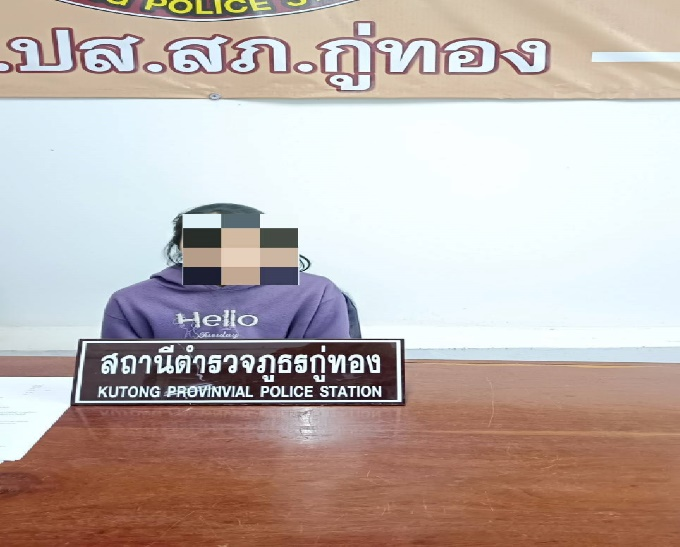 POLICE
.ปส.สภ.กู่ทอง
Hello
Sunday
สถานีตำรวจภูธรกู่ทอง
KUTONG PROVINVIAL POLICE STATION